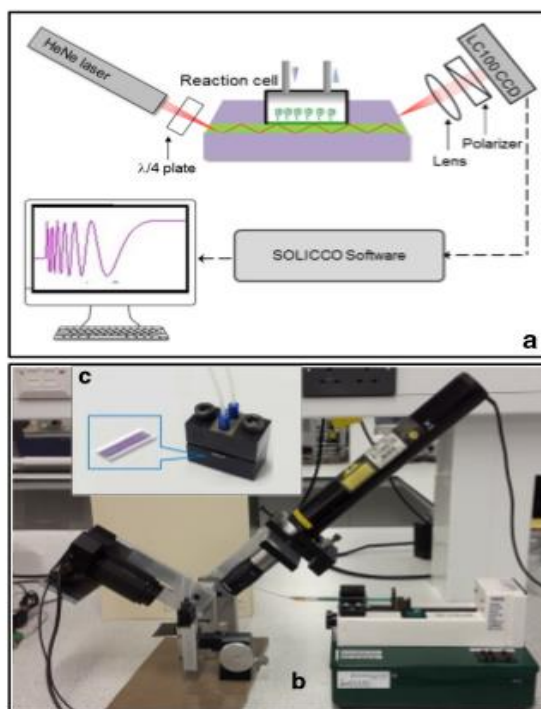 HeNe laser
Reaction cell
LC100 CCD
λ/4 plate
Lens
Polarizer
SOLICCO Software
a
c
b